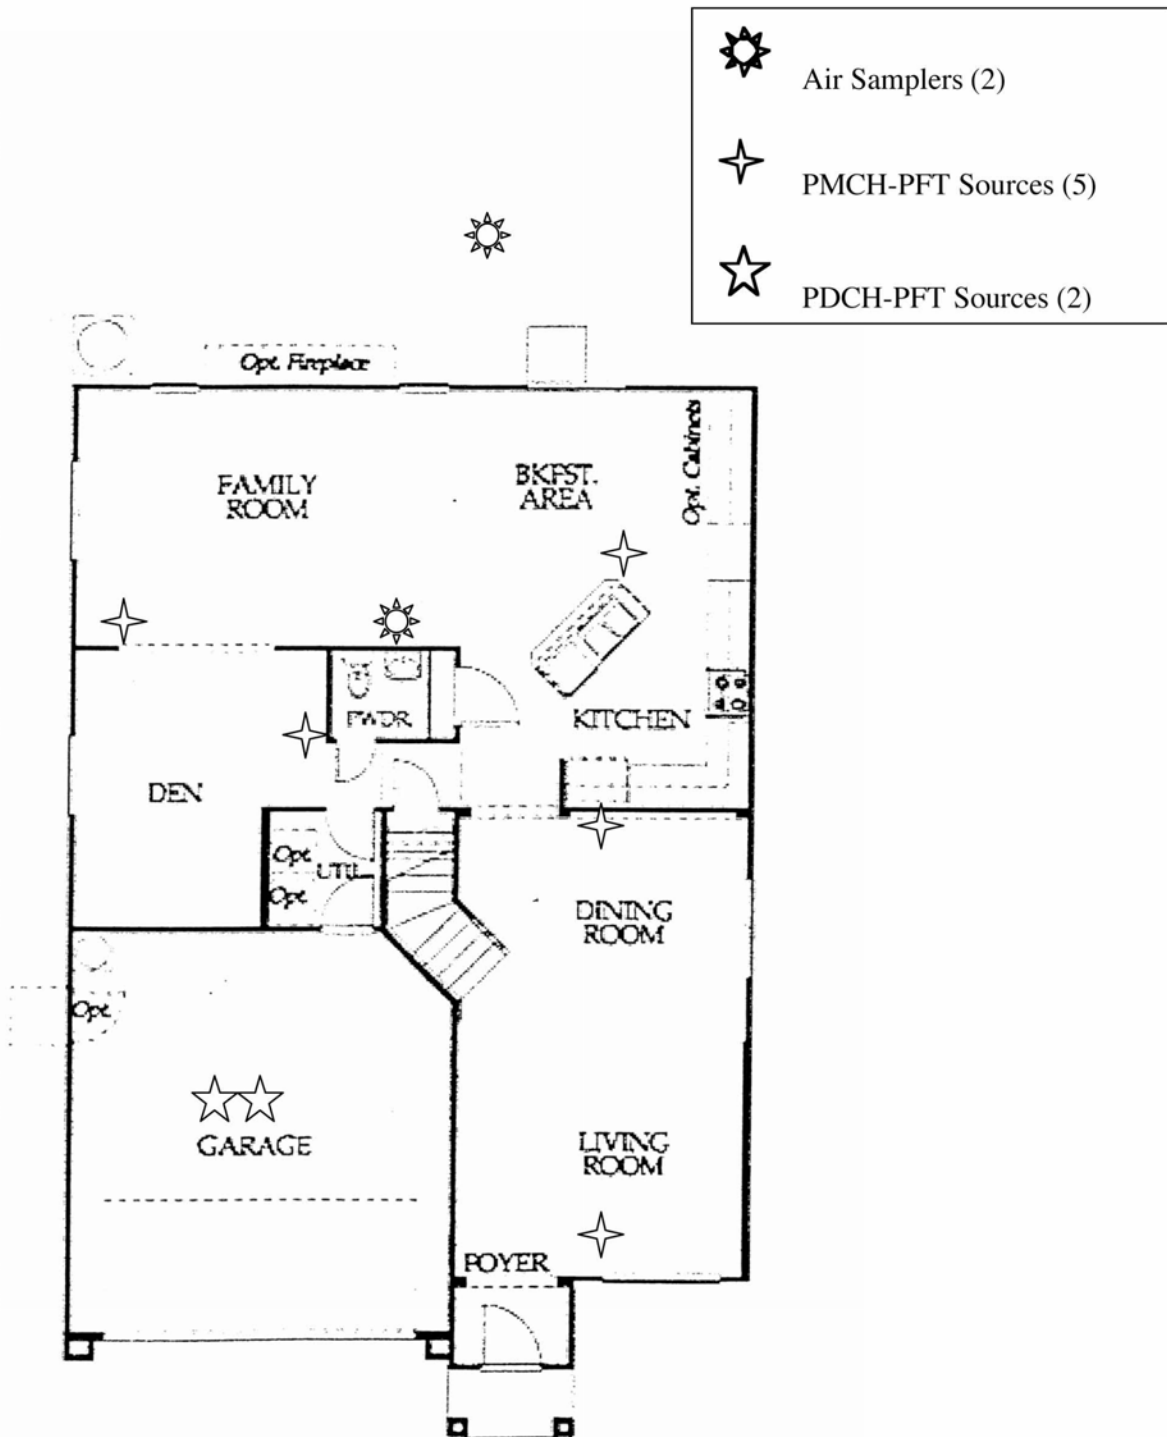 Air Samplers (2)
PMCH-PFT Sources (5)
PDCH-PFT Sources (2)
Opt. Fireplace
Opt. Cabinets
FAMILY
ROOM
BKFST.
AREA
PWDR.
KITCHEN
DEN
Opt.
UTIL.
Opt.
DINING
ROOM
Opt.
GARAGE
LIVING
ROOM
FOYER